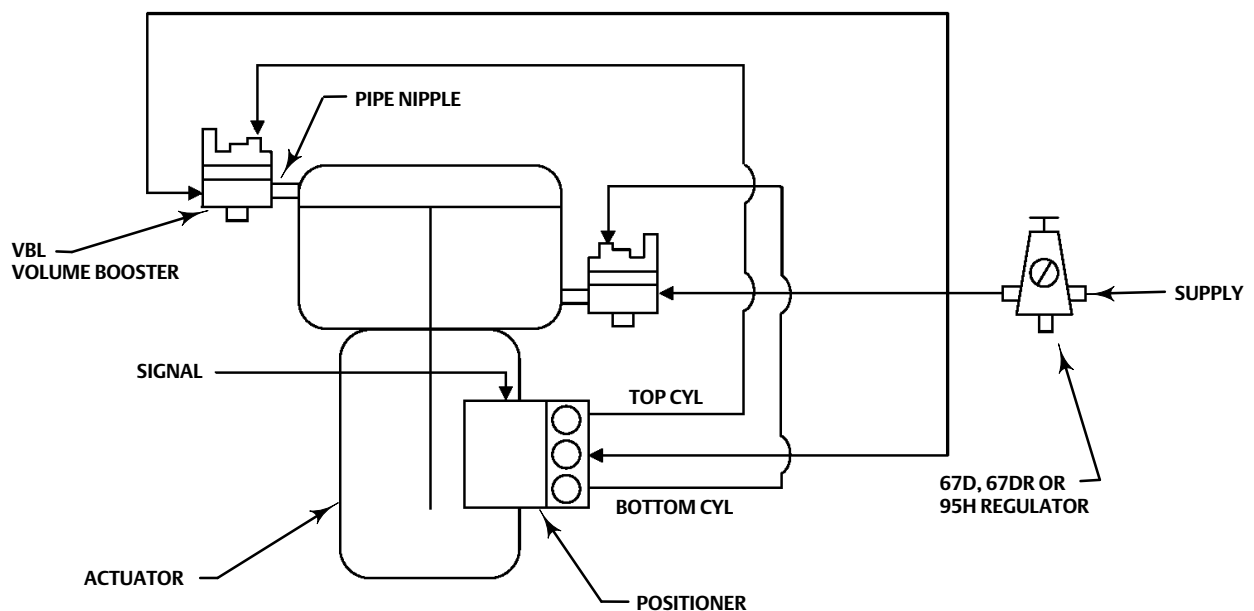 PIPE NIPPLE
VBL
VOLUME BOOSTER
SUPPLY
SIGNAL
TOP CYL
67D, 67DR OR
95H REGULATOR
BOTTOM CYL
ACTUATOR
POSITIONER